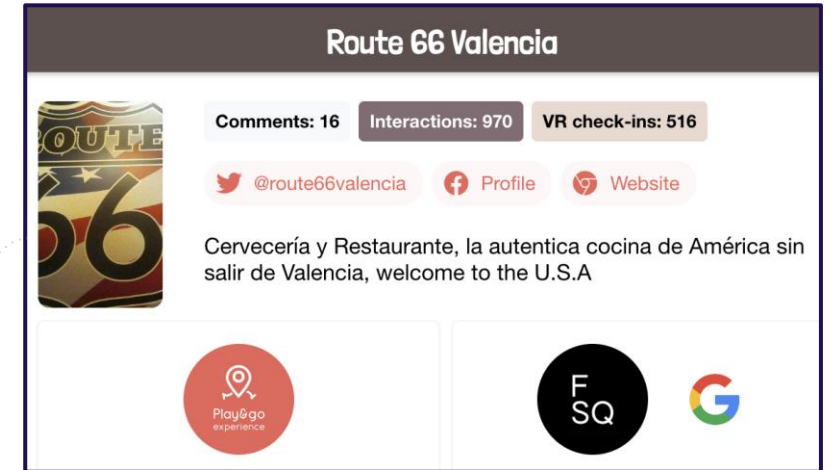 Route 66 Valencia
ROUTE
66
Comments: 16
Interactions: 970
VR check-ins: 516
@route66valencia
Profile
Website
Cervecería y Restaurante, la autentica cocina de América sin
salir de Valencia, welcome to the U.S.A
Play&go
experience
F
SQ
G